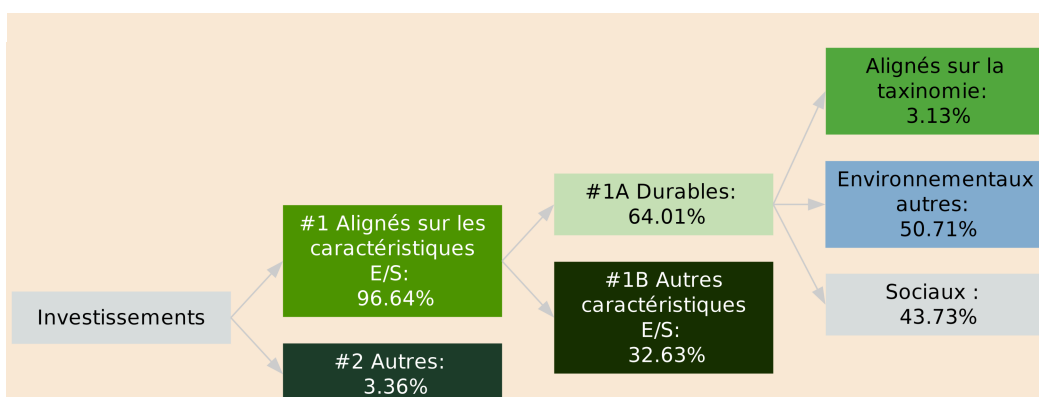 Investissements
#1 Alignés sur les
caractéristiques
E/S:
96.64%
#2 Autres:
3.36%
#1A Durables:
64.01%
#1B Autres
caractéristiques
E/S:
32.63%
Alignés sur la
taxinomie:
3.13%
Environnementaux
autres:
50.71%
Sociaux :
43.73%